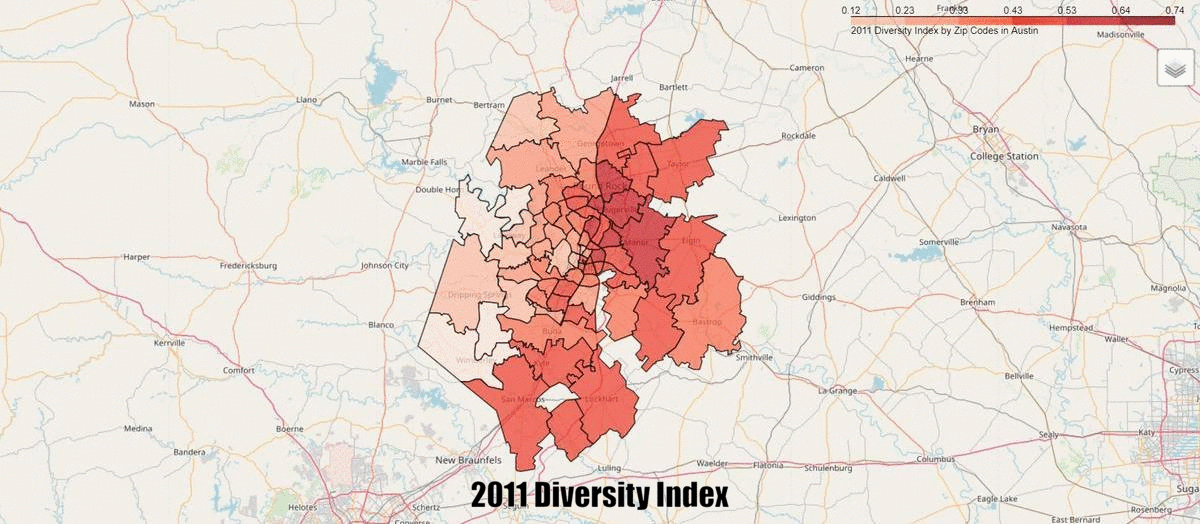 0.12 0.23 0.33 0.43 0.53 0.64 0.74
2011 Diversity Index by Zip Codes in Austin
Madisonville
Hearne
Cameron
Jarrell
Bartlett
Mason
Llano
Burnet
Bertram
Rockdale
Bryan
College Station
Georgetown
Marble Falls
Leander
Taylor
Caldwell
Round Rock
Lexington
Navasota
Manor
Elgin
Somerville
Harper
Fredericksburg
Johnson City
Magnolia
Dripping Springs
Giddings
Brenham
Blanco
Buda
Bastrop
Hempstead
Waller
Kerrville
Smithville
Kyle
Comfort
Cypress
Bellville
La Grange
San Marcos
Lockhart
Medina
Boerne
Sealy
Katy
Bandera
New Braunfels
Luling
Waelder
Flatonia
Schulenburg
Columbus
Helotes
Schertz
Eagle Lake
Sugar
Rosenberg
Converse
East Bernard
2011 Diversity Index